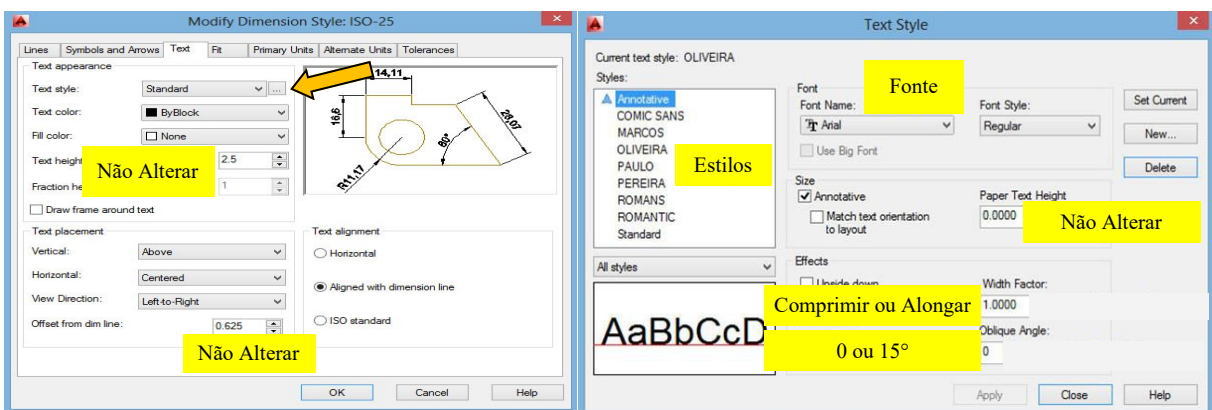 Modify Dimension Style: ISO-25
Lines Symbols and Arrows Text Fit Primary Units Alternate Units Tolerances
Text appearance
Text style: Standard ...
Text color: ByBlock
Fill color: None
Text height 2.5
Não Alterar
Fraction he 1
Draw frame around text
14,11
16,6
28,07
60°
R11,17
Text placement
Vertical: Above
Horizontal: Centered
View Direction: Left-to-Right
Offset from dim line: 0.625
Não Alterar
Text alignment
Horizontal
Aligned with dimension line
ISO standard
OK Cancel Help
Text Style
Current text style: OLIVEIRA
Styles:
Annotative
COMIC SANS
MARCOS
OLIVEIRA
PAULO
PEREIRA
ROMANS
ROMANTIC
Standard
Estilos
All styles
AaBbCcD
Font
Fonte
Font Name: Font Style:
Arial Regular
Use Big Font
Size
Annotative
Match text orientation
to layout
Paper Text Height
0.0000
Não Alterar
Effects
Upside down
Width Factor:
Comprimir ou Alongar
1.0000
Oblique Angle:
0 ou 15°
0
Set Current
New...
Delete
Apply Close Help